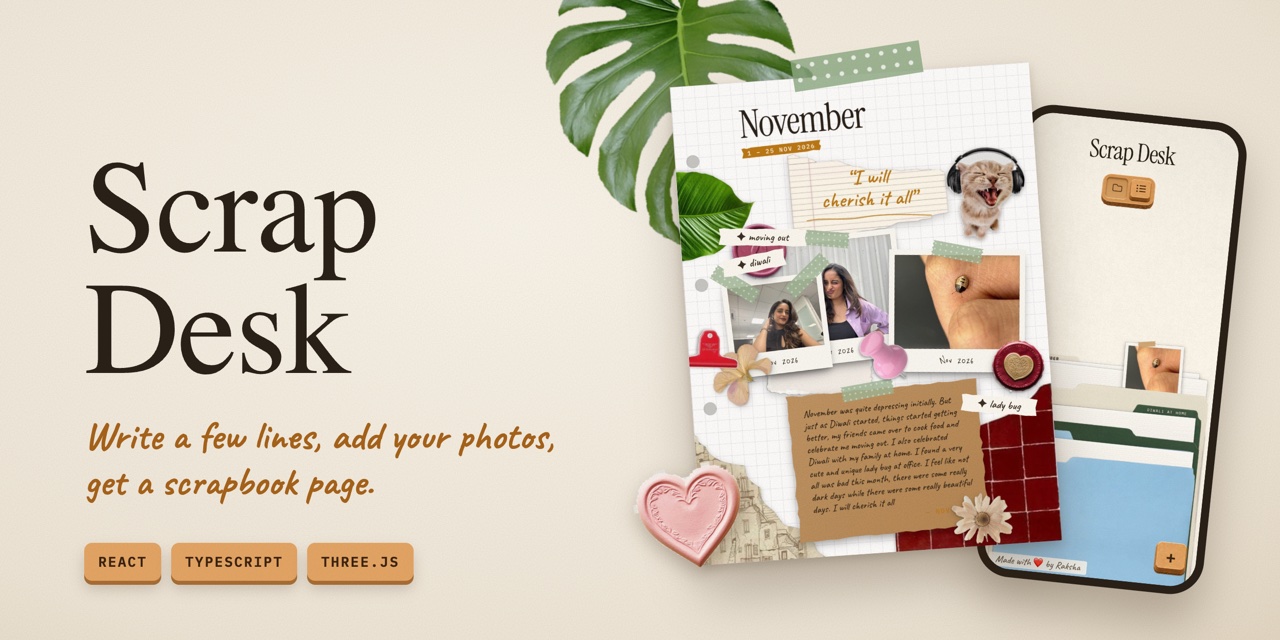 Scrap
Desk
Write a few lines, add your photos,
get a scrapbook page.
REACT
TYPESCRIPT
THREE.JS
November
1 – 25 NOV 2026
“I will
cherish it all”
✦ moving out
✦ diwali
Nov 2026
✦ lady bug
November was quite depressing initially. But
just as Diwali started, things started getting
better, my friends came over to cook food and
celebrate me moving out. I also celebrated
Diwali with my family at home. I found a very
cute and unique lady bug at office. I feel like not
all was bad this month, there were some really
dark days while there were some really beautiful
days. I will cherish it all
Scrap Desk
DIWALI AT HOME
+
Made with ❤️ by Raksha